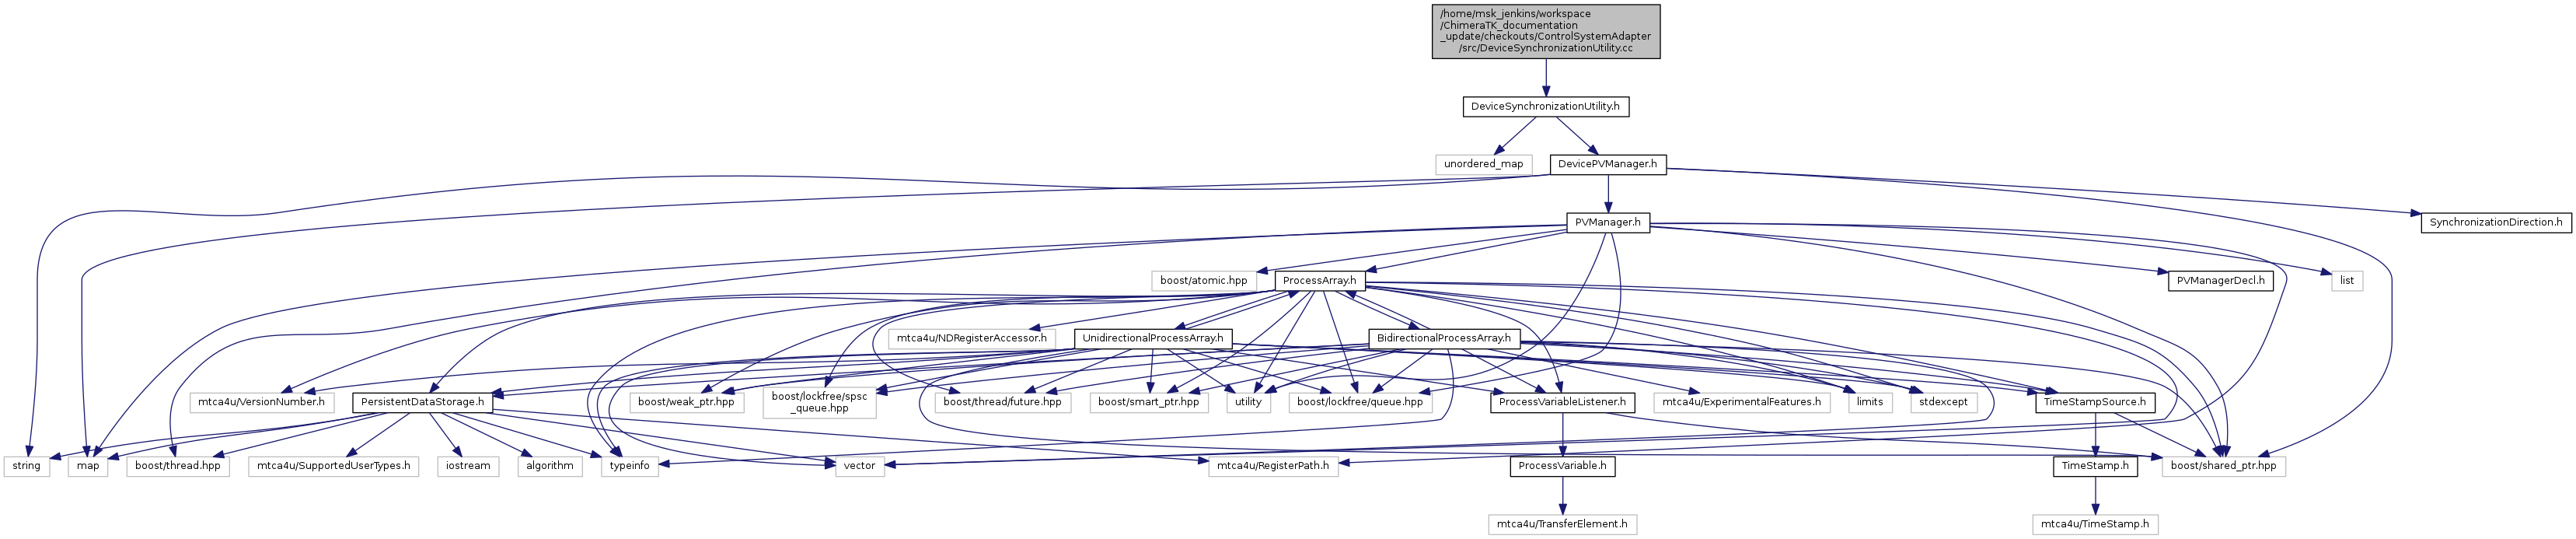 /home/msk_jenkins/workspace
/ChimeraTK_documentation
_update/checkouts/ControlSystemAdapter
/src/DeviceSynchronizationUtility.cc
DeviceSynchronizationUtility.h
unordered_map
DevicePVManager.h
PVManager.h
SynchronizationDirection.h
boost/atomic.hpp
ProcessArray.h
PVManagerDecl.h
list
mtca4u/NDRegisterAccessor.h
UnidirectionalProcessArray.h
BidirectionalProcessArray.h
mtca4u/VersionNumber.h
PersistentDataStorage.h
boost/weak_ptr.hpp
boost/lockfree/spsc
_queue.hpp
boost/thread/future.hpp
boost/smart_ptr.hpp
utility
boost/lockfree/queue.hpp
ProcessVariableListener.h
mtca4u/ExperimentalFeatures.h
limits
stdexcept
TimeStampSource.h
string
map
boost/thread.hpp
mtca4u/SupportedUserTypes.h
iostream
algorithm
typeinfo
vector
mtca4u/RegisterPath.h
ProcessVariable.h
TimeStamp.h
boost/shared_ptr.hpp
mtca4u/TransferElement.h
mtca4u/TimeStamp.h